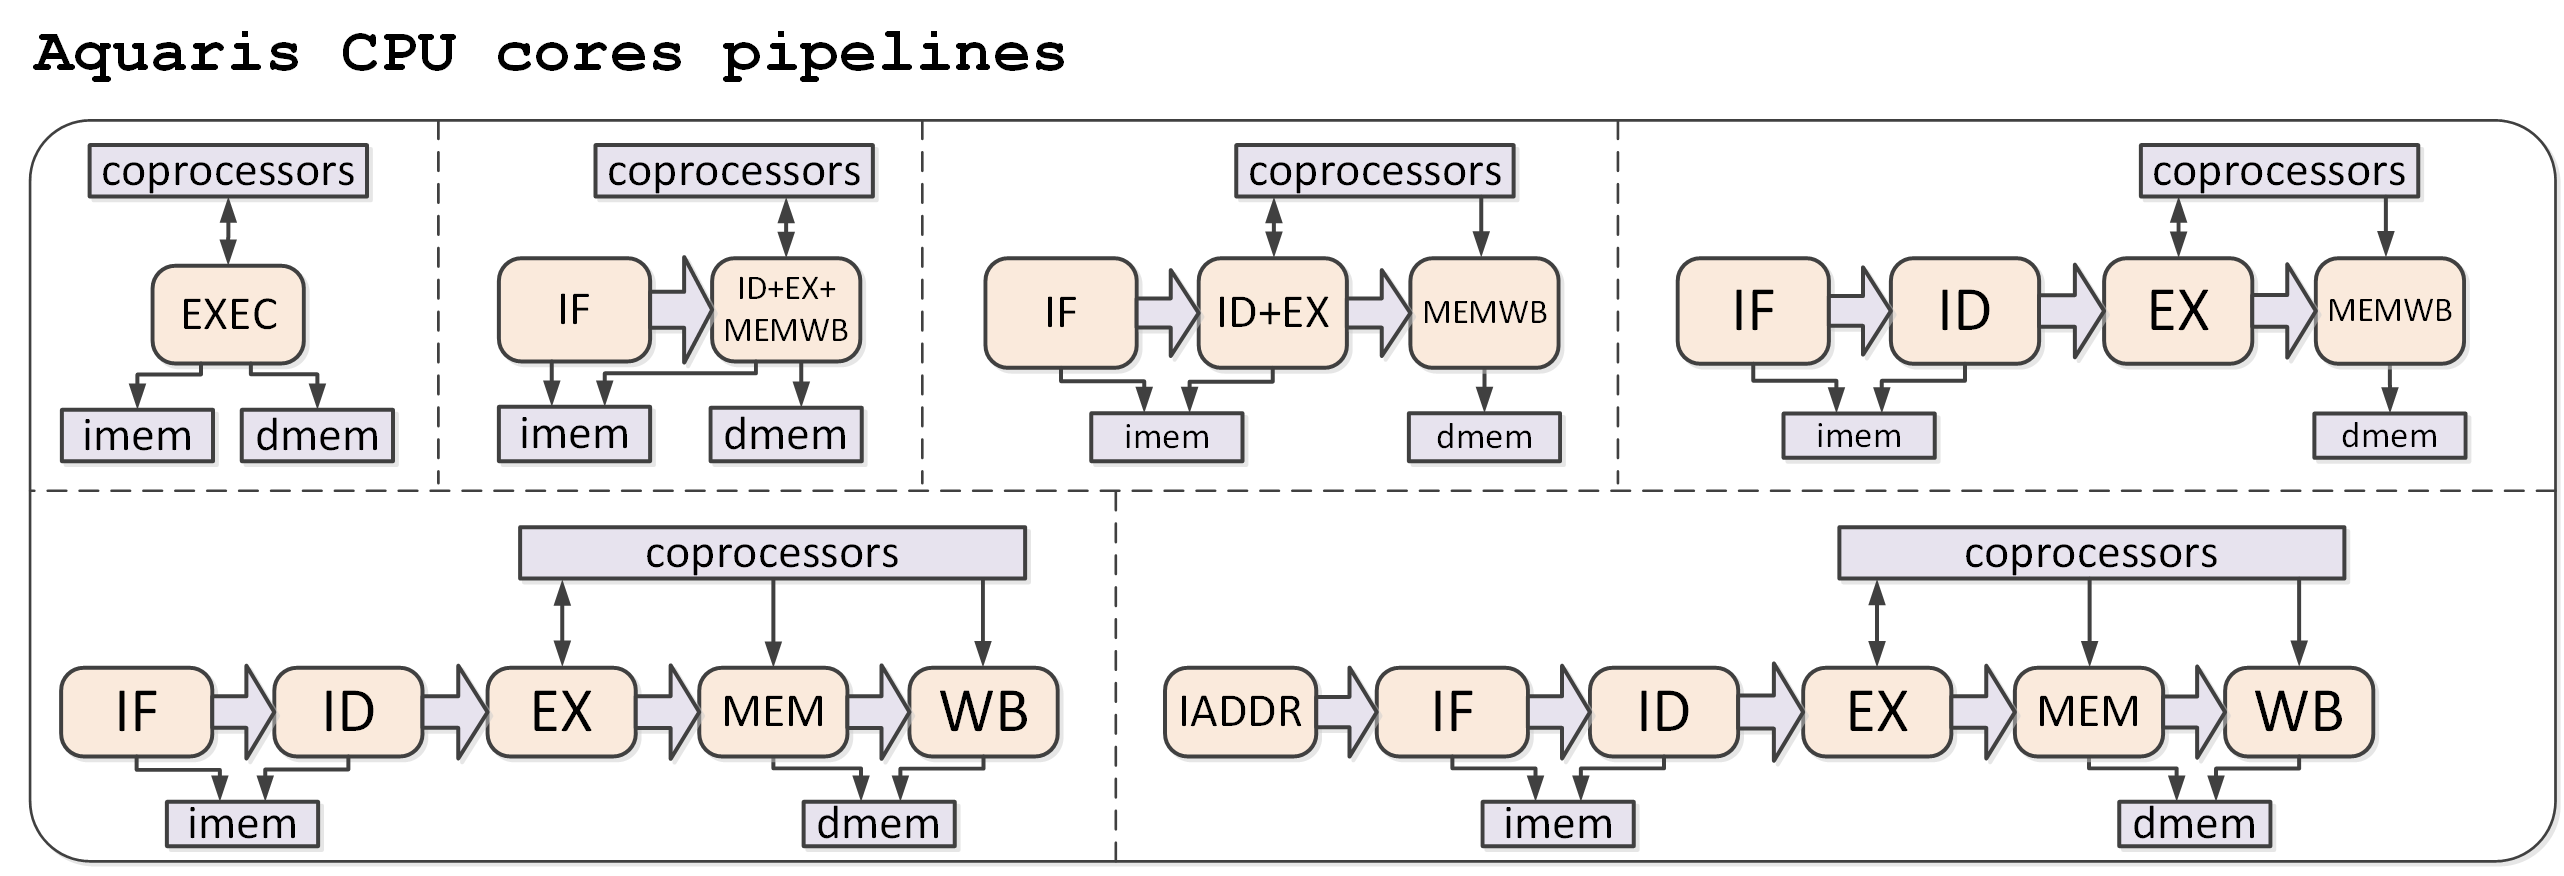 Aquaris CPU cores pipelines
coprocessors
EXEC
imem
dmem
coprocessors
IF
ID+EX+
MEMWB
imem
dmem
coprocessors
IF
ID+EX
MEMWB
imem
dmem
coprocessors
IF
ID
EX
MEMWB
imem
dmem
coprocessors
IF
ID
EX
MEM
WB
imem
dmem
coprocessors
IADDR
IF
ID
EX
MEM
WB
imem
dmem